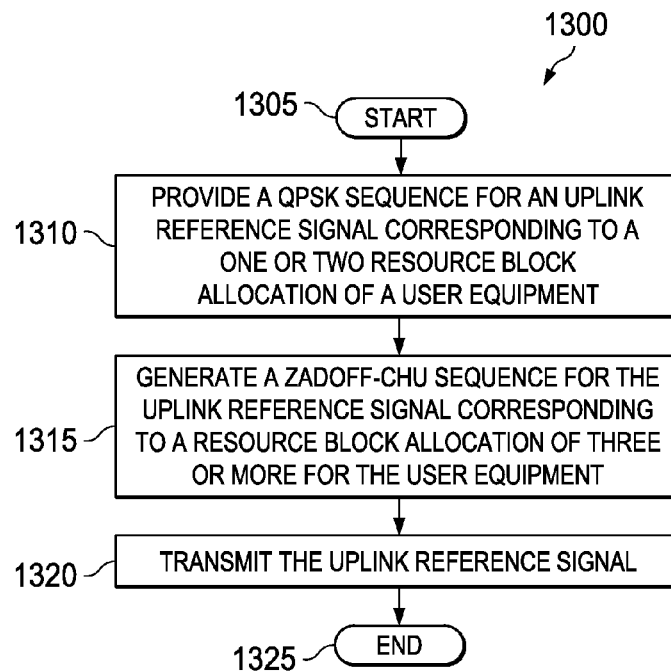 1300
1305
START
1310
PROVIDE A QPSK SEQUENCE FOR AN UPLINK
REFERENCE SIGNAL CORRESPONDING TO A
ONE OR TWO RESOURCE BLOCK
ALLOCATION OF A USER EQUIPMENT
1315
GENERATE A ZADOFF-CHU SEQUENCE FOR THE
UPLINK REFERENCE SIGNAL CORRESPONDING
TO A RESOURCE BLOCK ALLOCATION OF THREE
OR MORE FOR THE USER EQUIPMENT
1320
TRANSMIT THE UPLINK REFERENCE SIGNAL
1325
END